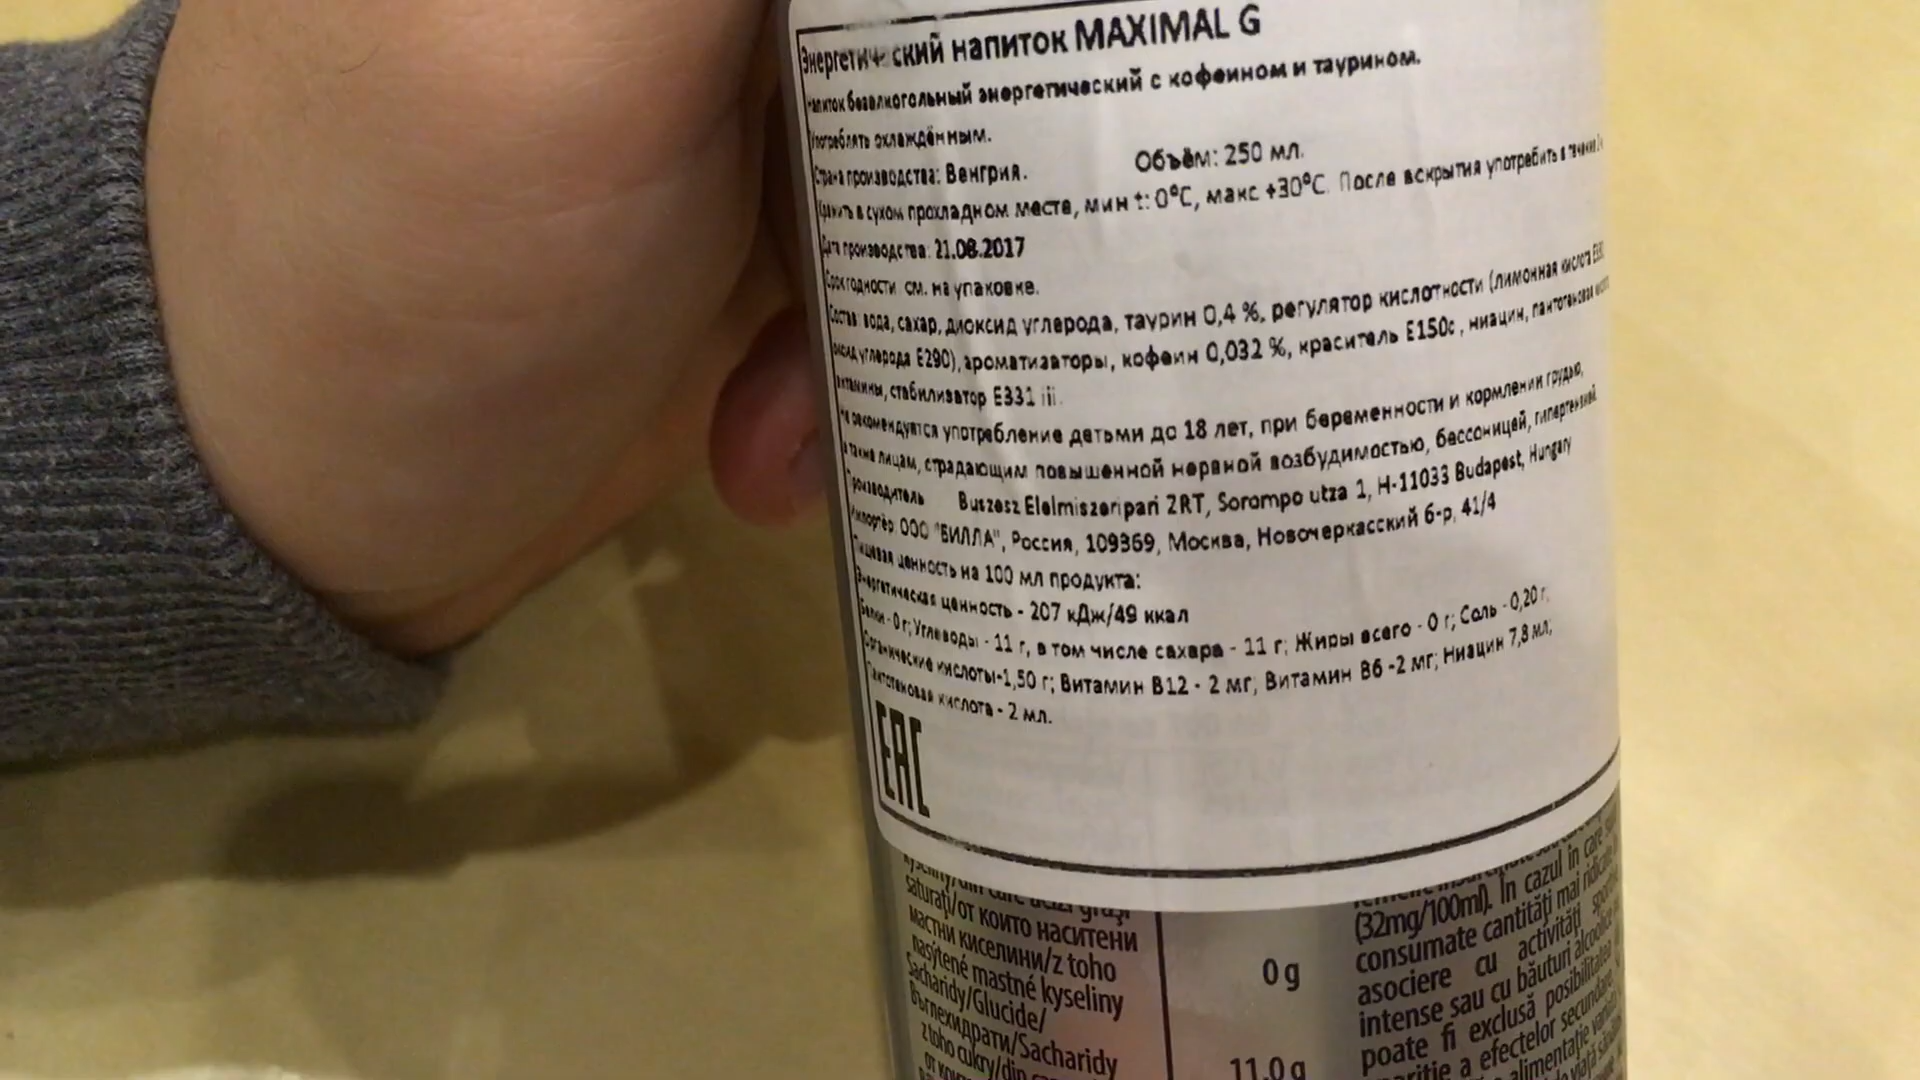 Энергетический напиток MAXIMAL G
напиток безалкогольный энергетический с кофеином и таурином.
Употреблять охлаждённым.
Страна производства: Венгрия. Объём: 250 мл.
Хранить в сухом прохладном месте, мин t: 0°C, макс +30°C. После вскрытия употребить в течение
Дата производства: 21.08.2017
Срок годности см. на упаковке.
Состав: вода, сахар, диоксид углерода, таурин 0,4 %, регулятор кислотности (лимонная кислота E330,
углерода E290), ароматизаторы, кофеин 0,032 %, краситель E150c, ниацин, пантотеновая
витамины, стабилизатор E331 iii.
Не рекомендуется употребление детьми до 18 лет, при беременности и кормлении грудью,
а также лицам, страдающим повышенной нервной возбудимостью, бессоницей, гипертензией.
Производитель Buszesz Elelmiszeripari ZRT, Sorompo utza 1, H-11033 Budapest, Hungary
Импортёр ООО "БИЛЛА", Россия, 109369, Москва, Новочеркасский б-р, 41/4
Пищевая ценность на 100 мл продукта:
Энергетическая ценность - 207 кДж/49 ккал
Белки - 0 г; Углеводы - 11 г, в том числе сахара - 11 г; Жиры всего - 0 г; Соль - 0,20 г;
Органические кислоты-1,50 г; Витамин B12 - 2 мг; Витамин B6 -2 мг; Ниацин 7,8 мл;
Пантотеновая кислота - 2 мл.
EAC
saturați/от които наситени
мастни киселини/z toho
nasýtené mastné kyseliny
0 g
Sacharidy/Glucide/
Въглехидрати/Sacharidy
11,0 g
z toho cukry/din
(32mg/100ml). În cazul în care
consumate cantități mai ridicate
asociere cu activități
intense sau cu băuturi alcoolice
poate fi exclusă posibilitatea
a efectelor secundare.
alimentație